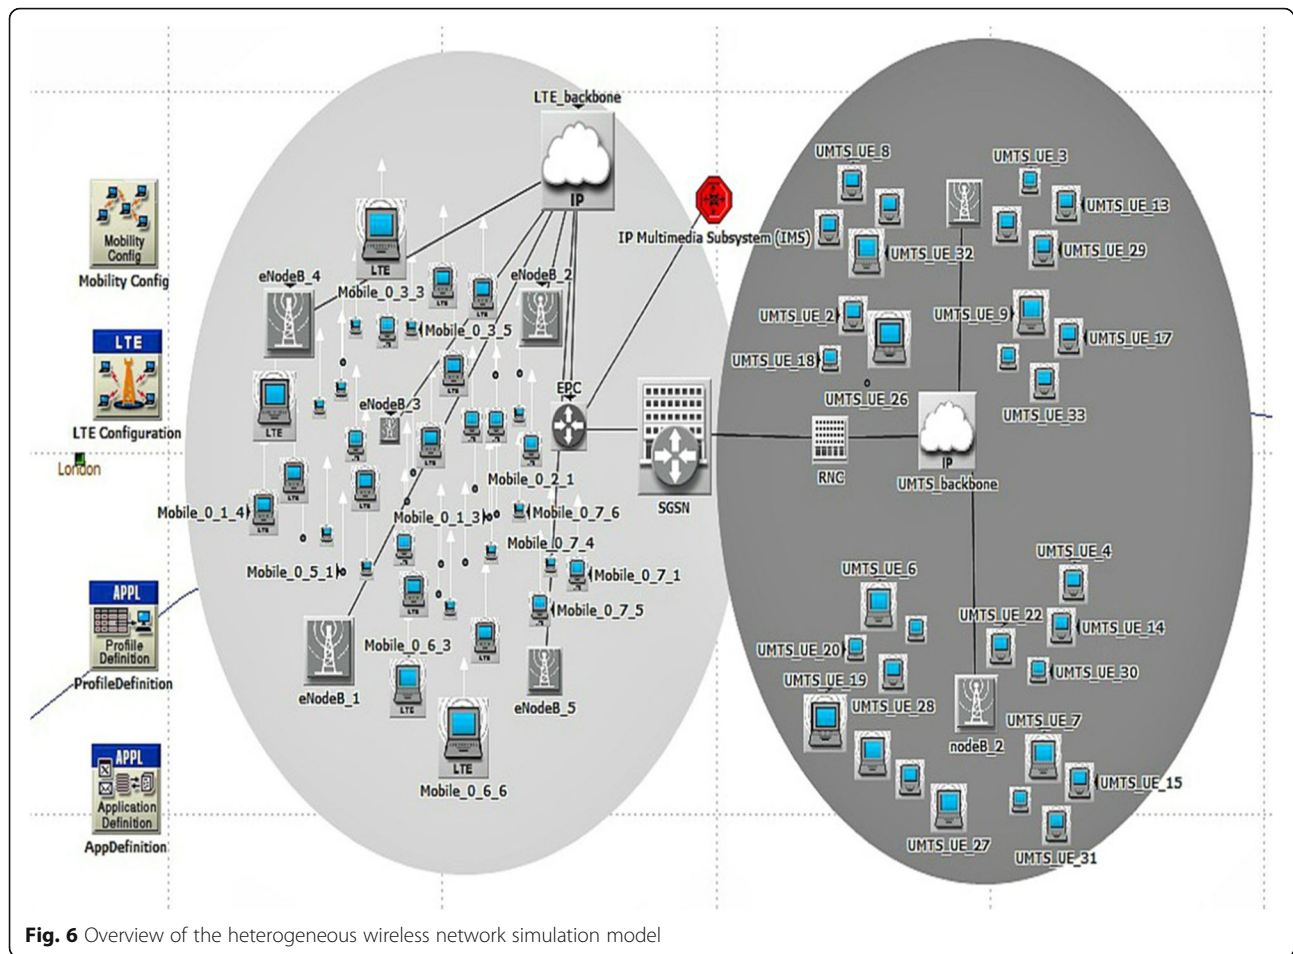 LTE_backbone
IP
UMTS_UE_8
UMTS_UE_3
UMTS_UE_13
Mobility
Config
Mobility Config
LTE
eNodeB_4
Mobile_0_3_3
eNodeB_2
IP Multimedia Subsystem (IMS)
UMTS_UE_32
UMTS_UE_29
LTE
LTE Configuration
Mobile_0_3_5
UMTS_UE_2
UMTS_UE_9
UMTS_UE_17
UMTS_UE_18
UMTS_UE_26
UMTS_UE_33
LTE
eNodeB_3
EPC
London
Mobile_0_2_1
SGSN
RNC
IP
UMTS_backbone
Mobile_0_1_4
LTE
Mobile_0_1_3
Mobile_0_7_6
Mobile_0_7_4
Mobile_0_5_1
Mobile_0_7_1
Mobile_0_7_5
UMTS_UE_6
UMTS_UE_4
UMTS_UE_22
UMTS_UE_14
UMTS_UE_20
UMTS_UE_30
UMTS_UE_19
UMTS_UE_28
APPL
Profile
Definition
ProfileDefinition
Mobile_0_6_3
eNodeB_1
LTE
eNodeB_5
nodeB_2
UMTS_UE_7
UMTS_UE_15
APPL
Application
Definition
AppDefinition
LTE
Mobile_0_6_6
UMTS_UE_27
UMTS_UE_31
Fig. 6 Overview of the heterogeneous wireless network simulation model